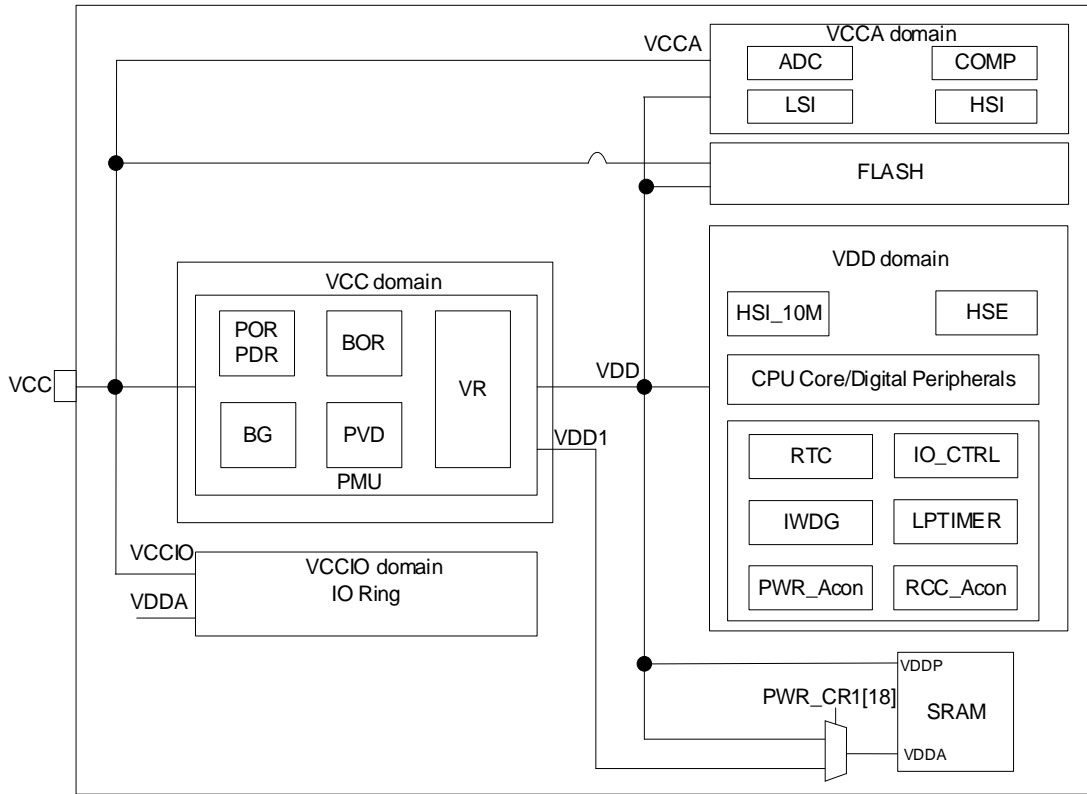 VCCA domain
VCCA
ADC
COMP
LSI
HSI
FLASH
VCC domain
VDD domain
POR
PDR
BOR
VR
HSI_10M
HSE
VCC
VDD
CPU Core/Digital Peripherals
BG
PVD
VDD1
PMU
RTC
IO_CTRL
IWDG
LPTIMER
PWR_Acon
RCC_Acon
VCCIO
VCCIO domain
IO Ring
VDDA
VDDP
PWR_CR1[18]
SRAM
VDDA